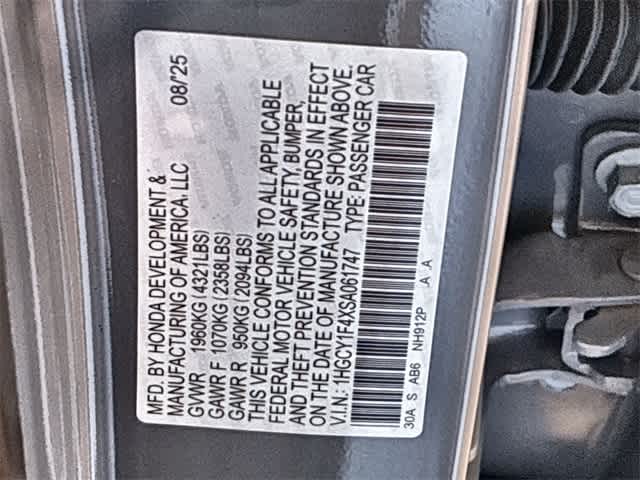 MFD. BY HONDA DEVELOPMENT & 08/25
MANUFACTURING OF AMERICA, LLC
GVWR 1960KG (4321LBS)
GAWR F 1070KG (2358LBS)
GAWR R 950KG (2094LBS)
THIS VEHICLE CONFORMS TO ALL APPLICABLE
FEDERAL MOTOR VEHICLE SAFETY, BUMPER,
AND THEFT PREVENTION STANDARDS IN EFFECT
ON THE DATE OF MANUFACTURE SHOWN ABOVE.
V.I.N.: 1HGCY1F4XSA061747 TYPE: PASSENGER CAR
30A S AB6 NH912P A A